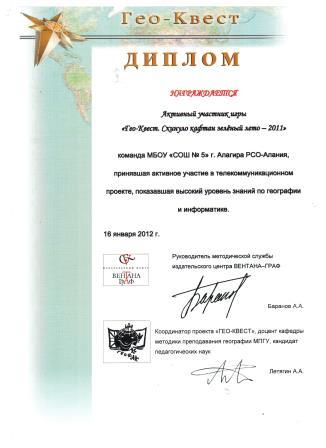 Гео-Квест
ДИПЛОМ
НАГРАЖДАЕТСЯ
Активный участник игры
«Гео-Квест. Скинуло кафтан зелёный лето – 2011»
команда МБОУ «СОШ № 5» г. Алагира РСО-Алания,
принявшая активное участие в телекоммуникационном
проекте, показавшая высокий уровень знаний по географии
и информатике.
16 января 2012 г.
Руководитель методической службы
издательского центра ВЕНТАНА–ГРАФ
ВЕНТАНА
ГРАФ
Баранов А.А.
Координатор проекта «ГЕО-КВЕСТ», доцент кафедры
методики преподавания географии МПГУ, кандидат
педагогических наук
Летягин А.А.